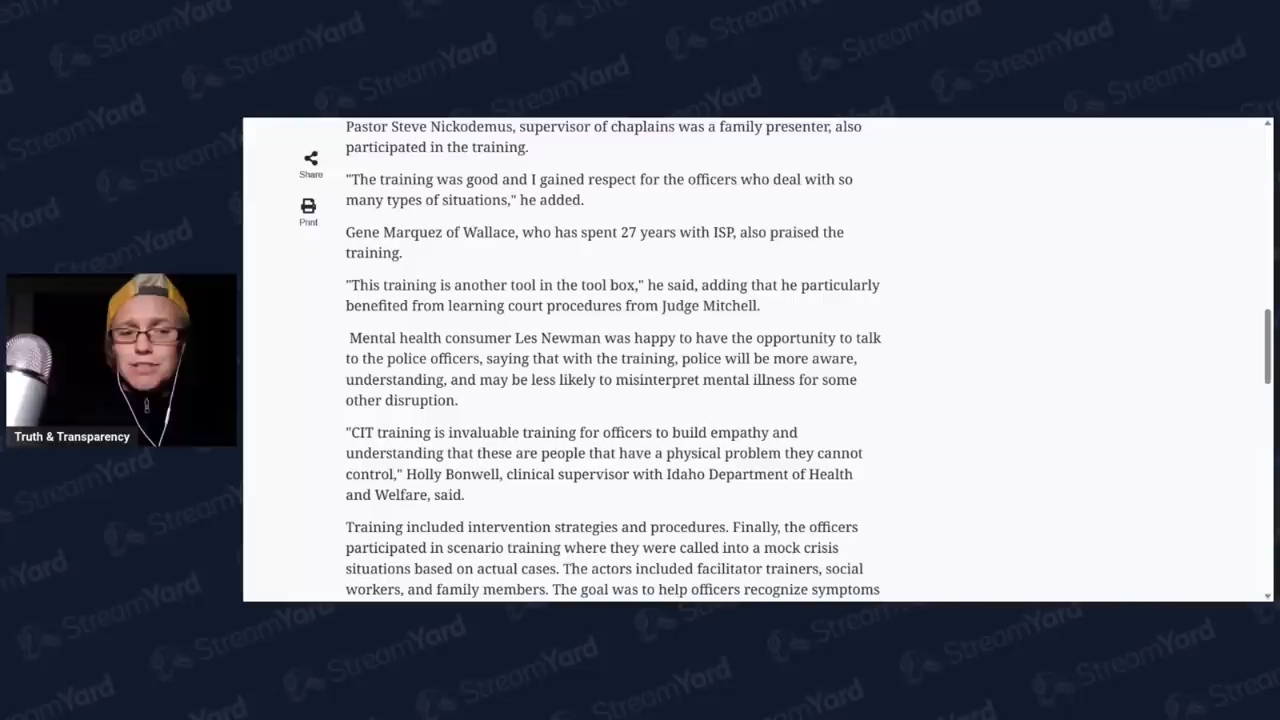 Pastor Steve Nickodemus, supervisor of chaplains was a family presenter, also
participated in the training.
Share
"The training was good and I gained respect for the officers who deal with so
many types of situations," he added.
Print
Gene Marquez of Wallace, who has spent 27 years with ISP, also praised the
training.
"This training is another tool in the tool box," he said, adding that he particularly
benefited from learning court procedures from Judge Mitchell.
Mental health consumer Les Newman was happy to have the opportunity to talk
to the police officers, saying that with the training, police will be more aware,
understanding, and may be less likely to misinterpret mental illness for some
other disruption.
"CIT training is invaluable training for officers to build empathy and
understanding that these are people that have a physical problem they cannot
control," Holly Bonwell, clinical supervisor with Idaho Department of Health
and Welfare, said.
Training included intervention strategies and procedures. Finally, the officers
participated in scenario training where they were called into a mock crisis
situations based on actual cases. The actors included facilitator trainers, social
workers, and family members. The goal was to help officers recognize symptoms
Truth & Transparency
StreamYard